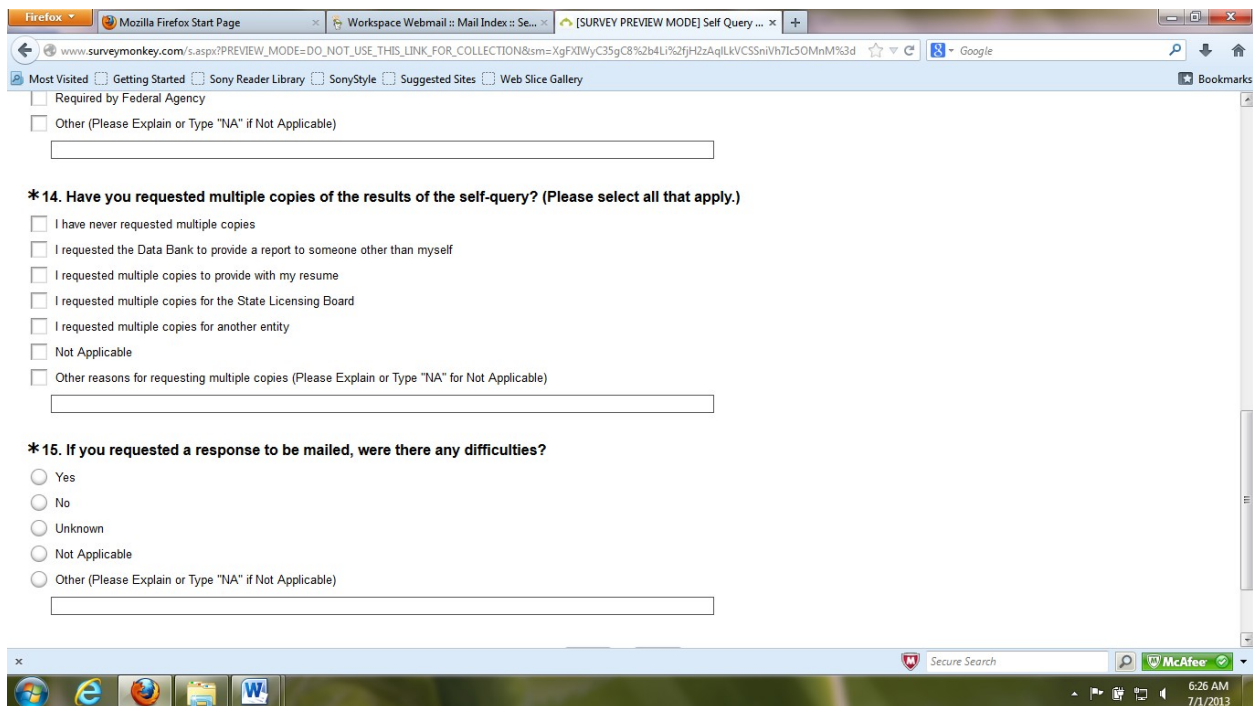 Firefox
Mozilla Firefox Start Page
Workspace Webmail :: Mail Index :: Se...
[SURVEY PREVIEW MODE] Self Query ...
www.surveymonkey.com/s.aspx?PREVIEW_MODE=DO_NOT_USE_THIS_LINK_FOR_COLLECTION&sm=XgFXIWyC35gC8%2b4Li%2fjH2zAqlLkVCSSniVh7Ic5OMnM%3d
Google
Most Visited Getting Started Sony Reader Library SonyStyle Suggested Sites Web Slice Gallery Bookmarks
Required by Federal Agency
Other (Please Explain or Type "NA" if Not Applicable)
*14. Have you requested multiple copies of the results of the self-query? (Please select all that apply.)
I have never requested multiple copies
I requested the Data Bank to provide a report to someone other than myself
I requested multiple copies to provide with my resume
I requested multiple copies for the State Licensing Board
I requested multiple copies for another entity
Not Applicable
Other reasons for requesting multiple copies (Please Explain or Type "NA" for Not Applicable)
*15. If you requested a response to be mailed, were there any difficulties?
Yes
No
Unknown
Not Applicable
Other (Please Explain or Type "NA" if Not Applicable)
Secure Search
McAfee
6:26 AM
7/1/2013